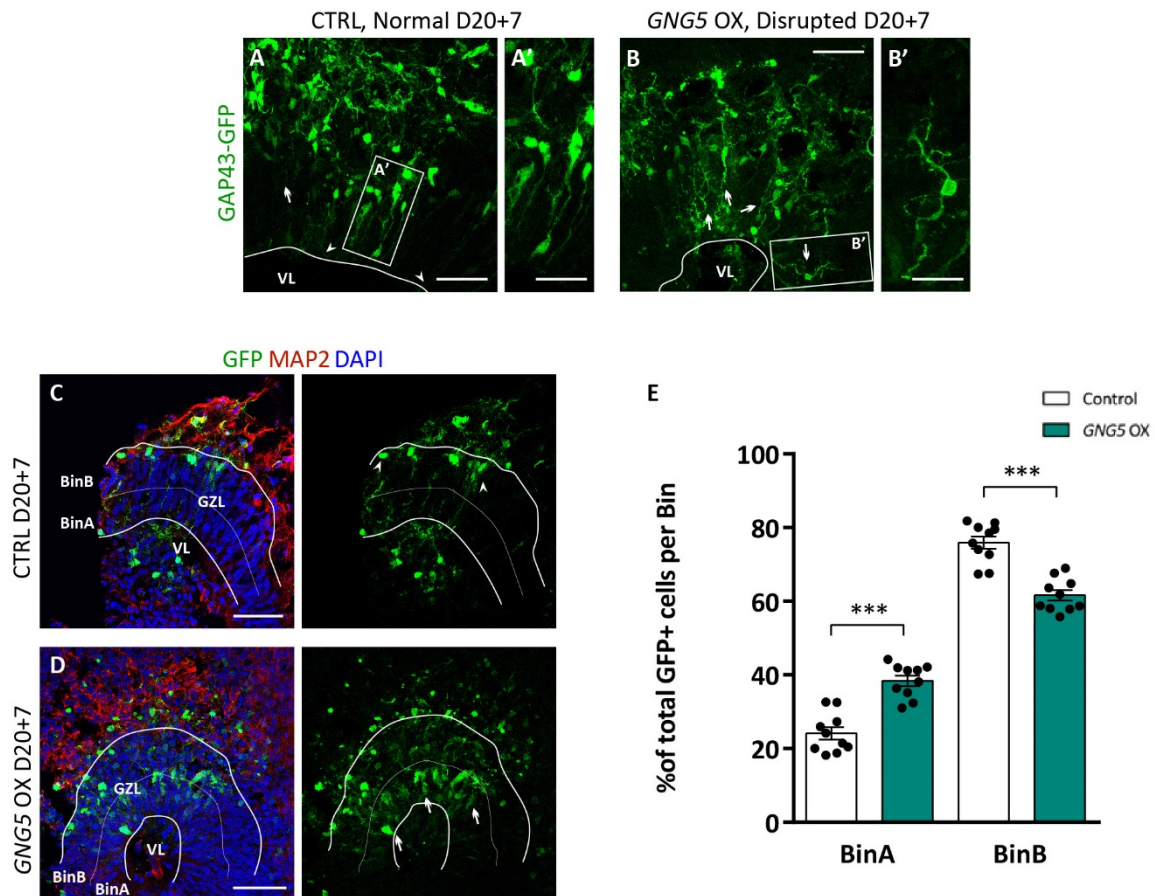 CTRL, Normal D20+7
GNG5 OX, Disrupted D20+7
GAP43-GFP
A
A'
VL
A'
B
VL
B'
B'
GFP MAP2 DAPI
CTRL D20+7
C
BinB
BinA
GZL
VL
GNG5 OX D20+7
D
GZL
VL
BinB
BinA
E
Control
GNG5 OX
%of total GFP+ cells per Bin
100
80
60
40
20
0
***
***
BinA
BinB